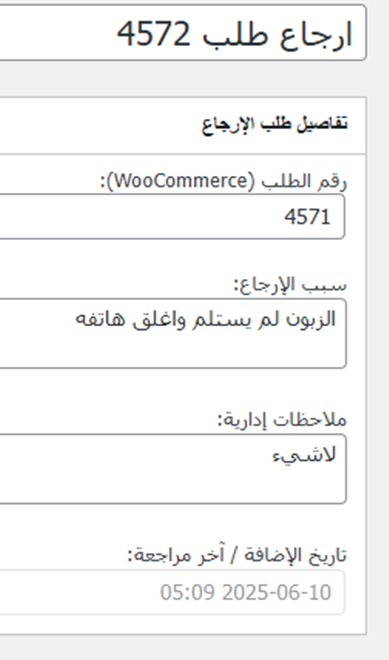 ارجاع طلب 4572
تفاصيل طلب الإرجاع
رقم الطلب (WooCommerce):
4571
سبب الإرجاع:
الزبون لم يستلم واغلق هاتفه
ملاحظات إدارية:
لاشيء
تاريخ الإضافة / آخر مراجعة:
2025-06-10 05:09